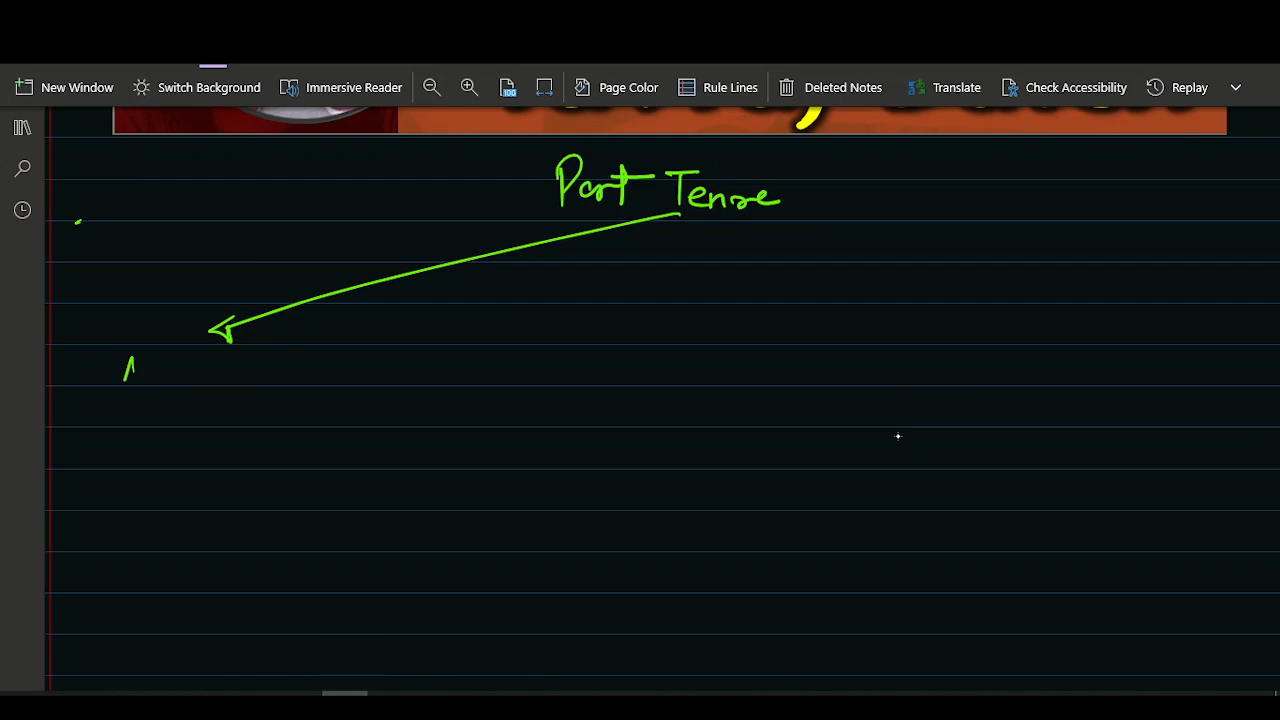 New Window Switch Background Immersive Reader Page Color Rule Lines Deleted Notes Translate Check Accessibility Replay
Past Tense